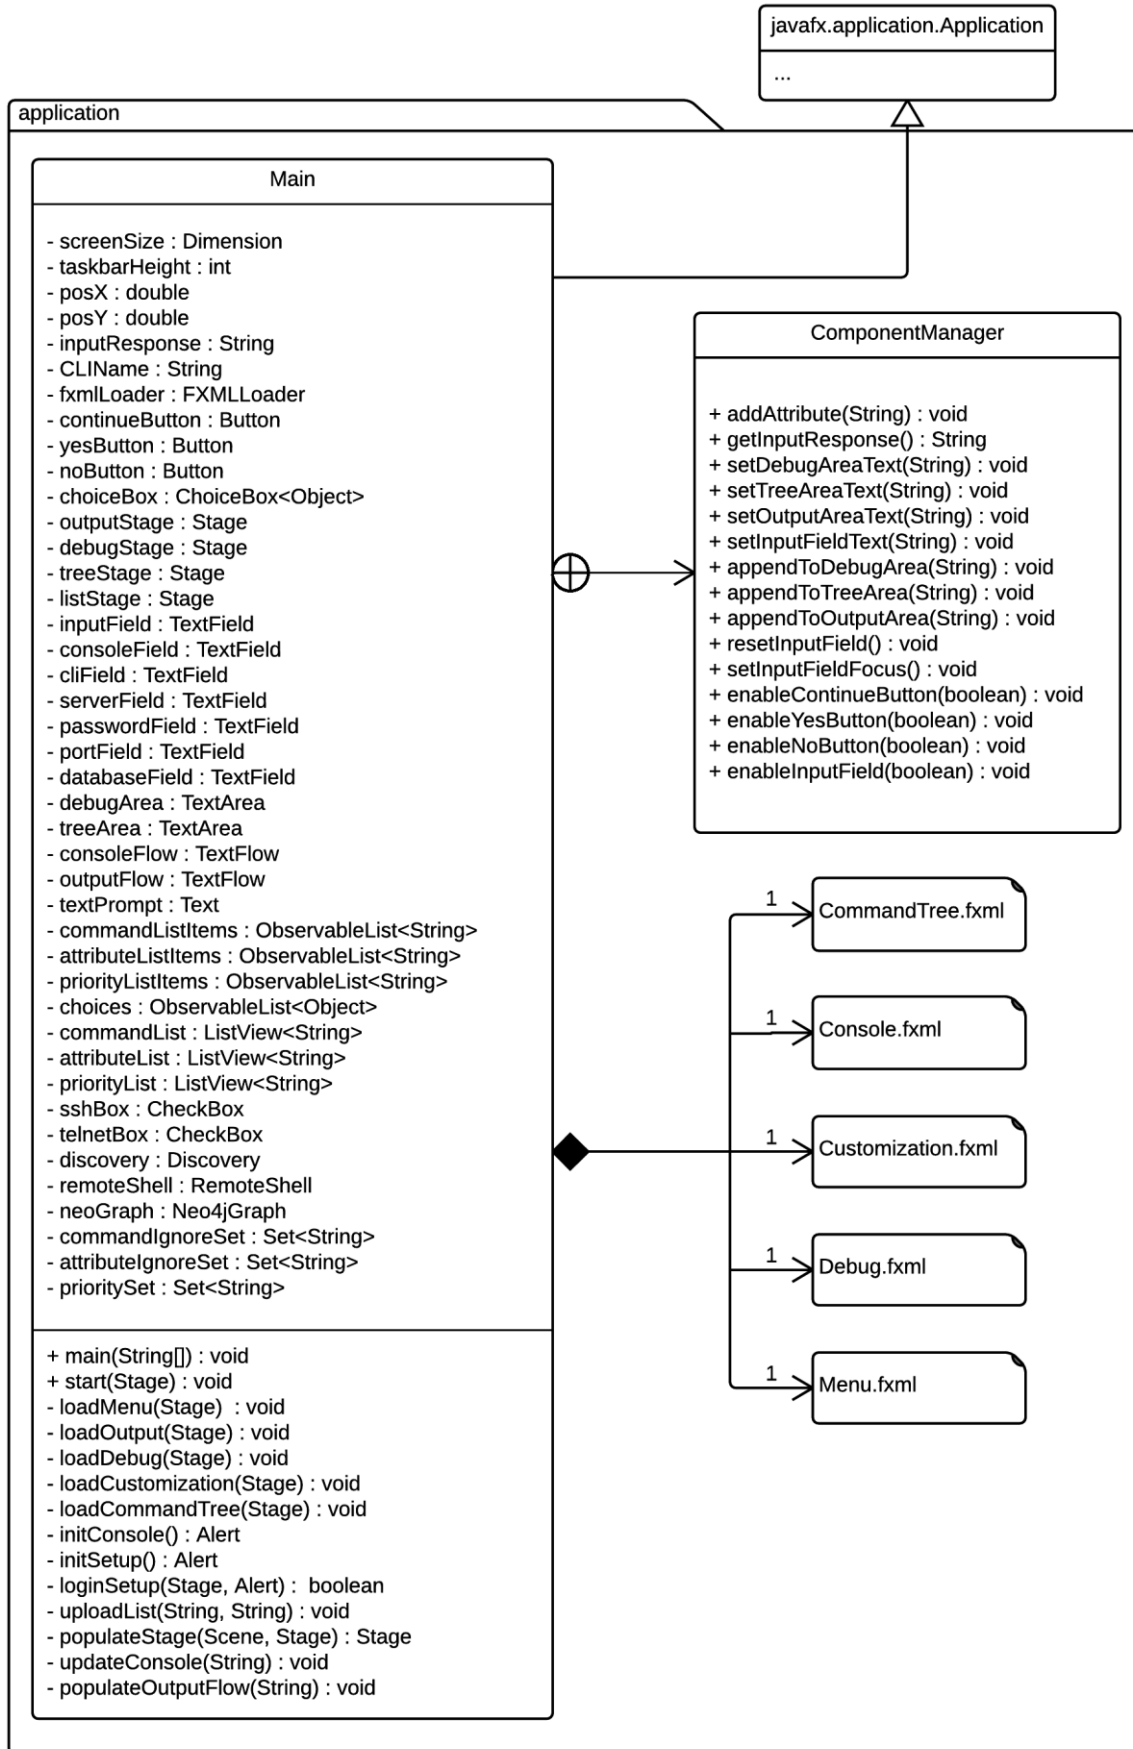 javafx.application.Application
...
application
Main
- screenSize : Dimension
- taskbarHeight : int
- posX : double
- posY : double
- inputResponse : String
- CLIName : String
- fxmlLoader : FXMLLoader
- continueButton : Button
- yesButton : Button
- noButton : Button
- choiceBox : ChoiceBox<Object>
- outputStage : Stage
- debugStage : Stage
- treeStage : Stage
- listStage : Stage
- inputField : TextField
- consoleField : TextField
- cliField : TextField
- serverField : TextField
- passwordField : TextField
- portField : TextField
- databaseField : TextField
- debugArea : TextArea
- treeArea : TextArea
- consoleFlow : TextFlow
- outputFlow : TextFlow
- textPrompt : Text
- commandListItems : ObservableList<String>
- attributeListItems : ObservableList<String>
- priorityListItems : ObservableList<String>
- choices : ObservableList<Object>
- commandList : ListView<String>
- attributeList : ListView<String>
- priorityList : ListView<String>
- sshBox : CheckBox
- telnetBox : CheckBox
- discovery : Discovery
- remoteShell : RemoteShell
- neoGraph : Neo4jGraph
- commandIgnoreSet : Set<String>
- attributeIgnoreSet : Set<String>
- prioritySet : Set<String>
+ main(String[]) : void
+ start(Stage) : void
- loadMenu(Stage)  : void
- loadOutput(Stage) : void
- loadDebug(Stage) : void
- loadCustomization(Stage) : void
- loadCommandTree(Stage) : void
- initConsole() : Alert
- initSetup() : Alert
- loginSetup(Stage, Alert) :  boolean
- uploadList(String, String) : void
- populateStage(Scene, Stage) : Stage
- updateConsole(String) : void
- populateOutputFlow(String) : void
ComponentManager
+ addAttribute(String) : void
+ getInputResponse() : String
+ setDebugAreaText(String) : void
+ setTreeAreaText(String) : void
+ setOutputAreaText(String) : void
+ setInputFieldText(String) : void
+ appendToDebugArea(String) : void
+ appendToTreeArea(String) : void
+ appendToOutputArea(String) : void
+ resetInputField() : void
+ setInputFieldFocus() : void
+ enableContinueButton(boolean) : void
+ enableYesButton(boolean) : void
+ enableNoButton(boolean) : void
+ enableInputField(boolean) : void
1
CommandTree.fxml
1
Console.fxml
1
Customization.fxml
1
Debug.fxml
1
Menu.fxml